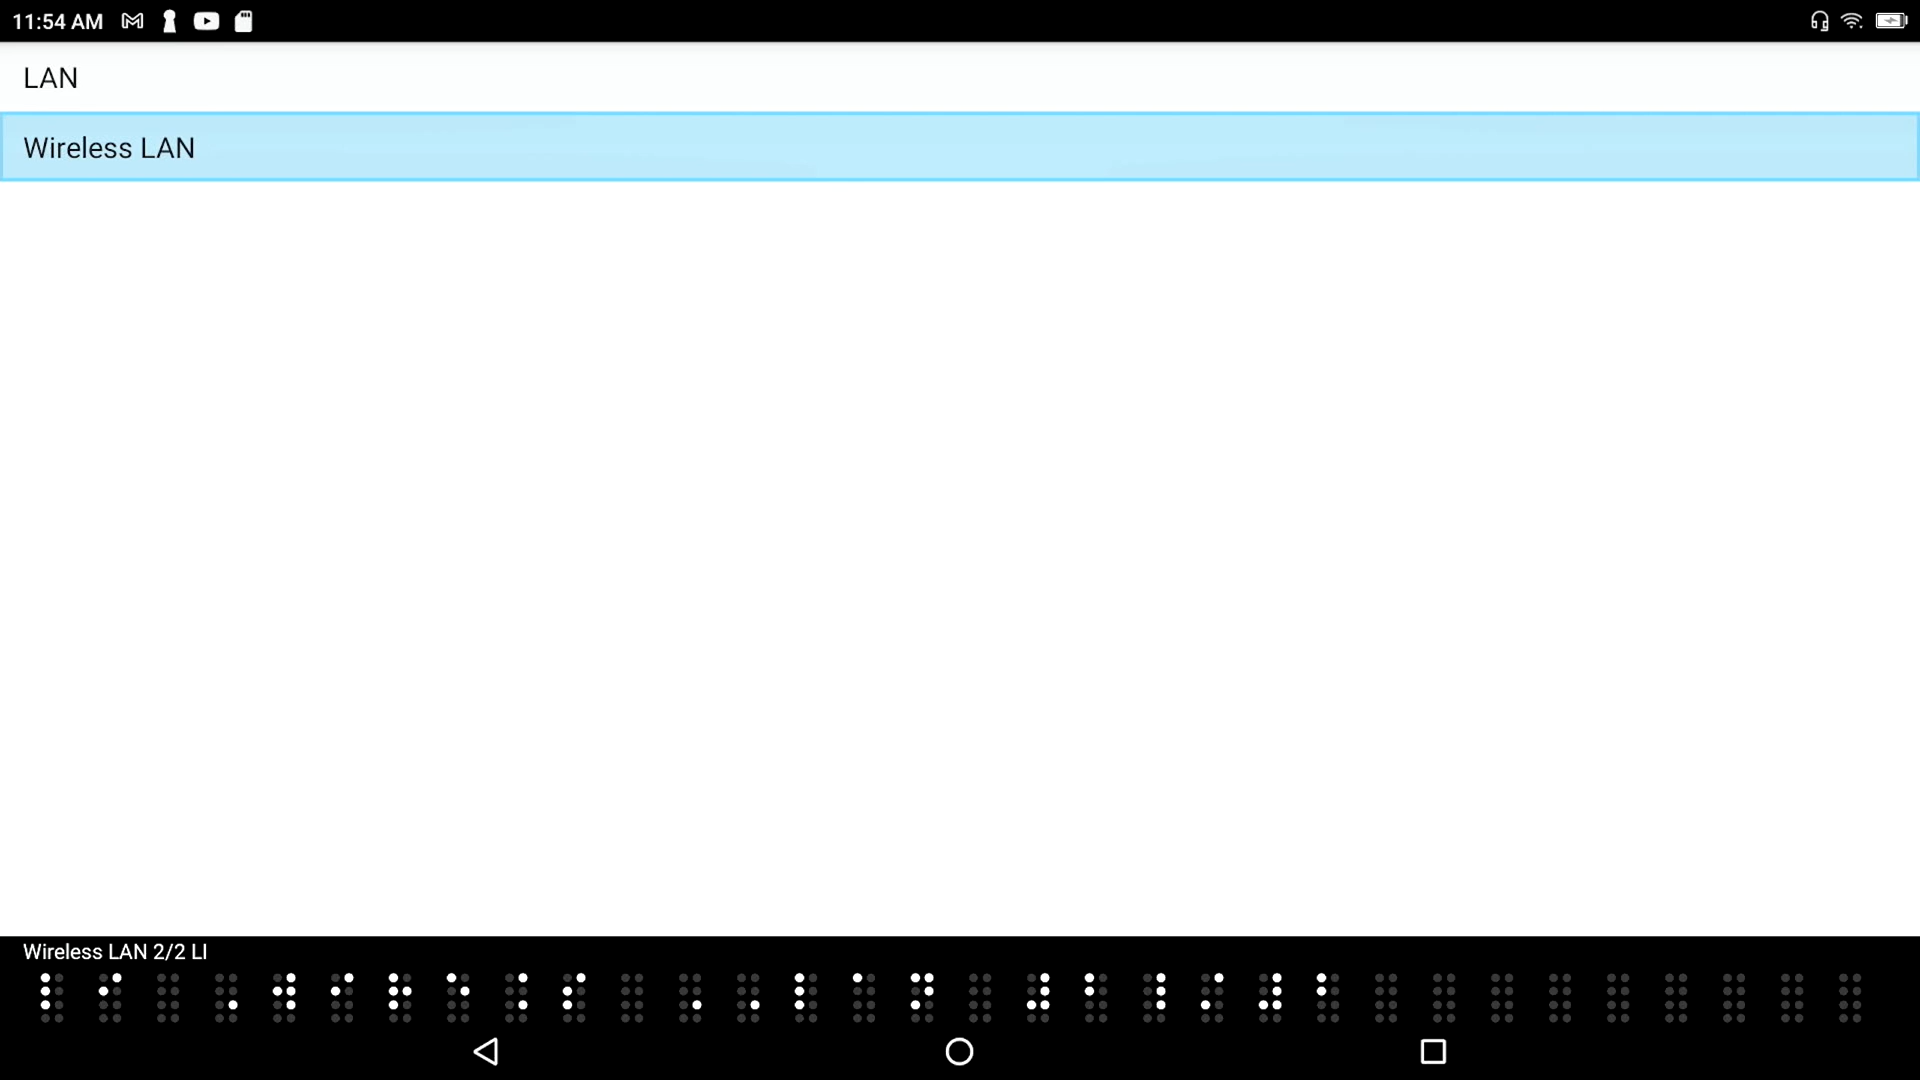 11:54 AM
LAN
Wireless LAN
Wireless LAN 2/2 LI
⠇⠊ ⠠⠺⠊⠗⠑⠸⠎ ⠠⠠⠇⠁⠝ ⠼⠃⠸⠌⠼⠃